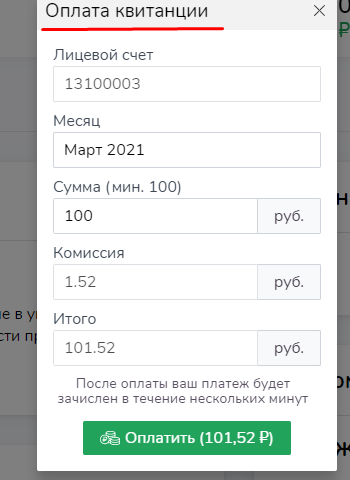 Оплата квитанции
Лицевой счет
13100003
Месяц
Март 2021
Сумма (мин. 100)
100 руб.
Комиссия
1.52 руб.
Итого
101.52 руб.
После оплаты ваш платеж будет
зачислен в течение нескольких минут
Оплатить (101,52 ₽)
0
₽